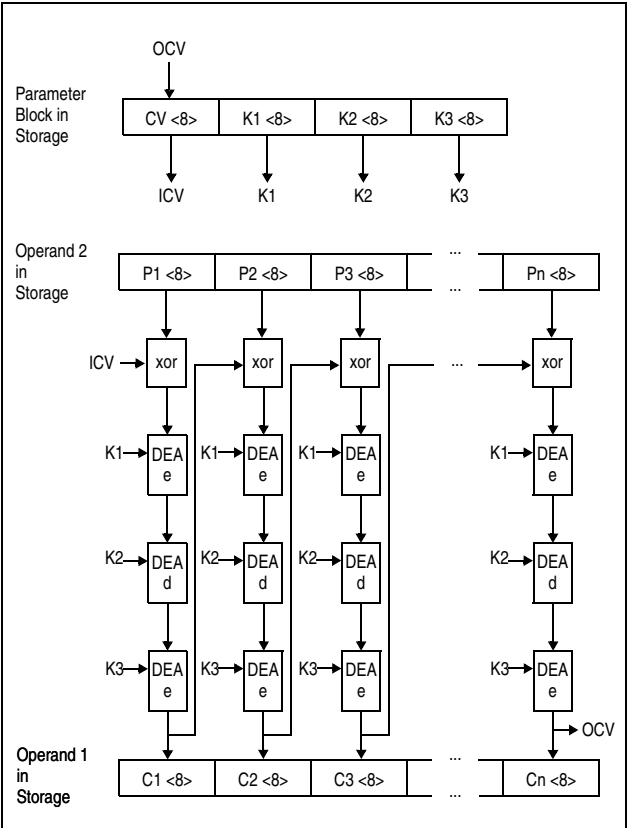 OCV
Parameter
Block in
Storage
CV <8> K1 <8> K2 <8> K3 <8>
ICV K1 K2 K3
Operand 2
in
Storage
...
P1 <8> P2 <8> P3 <8> Pn <8>
...
ICV xor xor xor ... xor
K1 DEA e K1 DEA e K1 DEA e K1 DEA e
K2 DEA d K2 DEA d K2 DEA d K2 DEA d
K3 DEA e K3 DEA e K3 DEA e K3 DEA e
OCV
Operand 1
in
Storage
...
C1 <8> C2 <8> C3 <8> Cn <8>
...